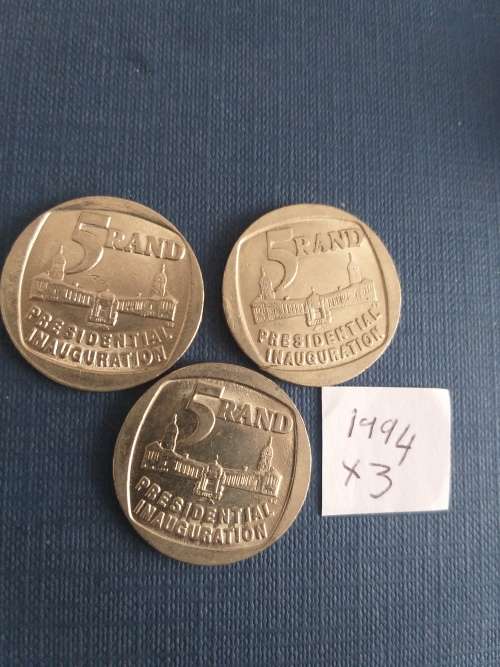 5 RAND
PRESIDENTIAL
INAUGURATION
5 RAND
PRESIDENTIAL
INAUGURATION
5 RAND
PRESIDENTIAL
INAUGURATION
1994
x3